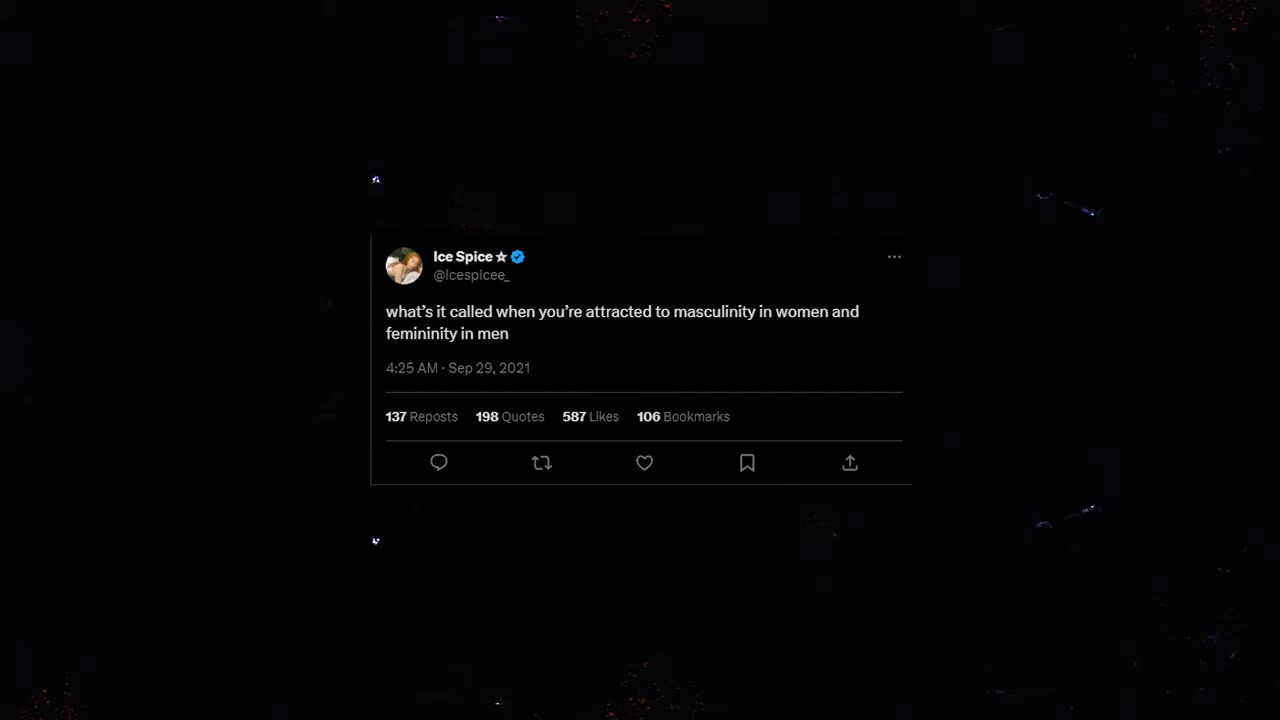 Ice Spice ☆
@Icespicee_
what's it called when you're attracted to masculinity in women and
femininity in men
4:25 AM · Sep 29, 2021
137 Reposts 198 Quotes 587 Likes 106 Bookmarks